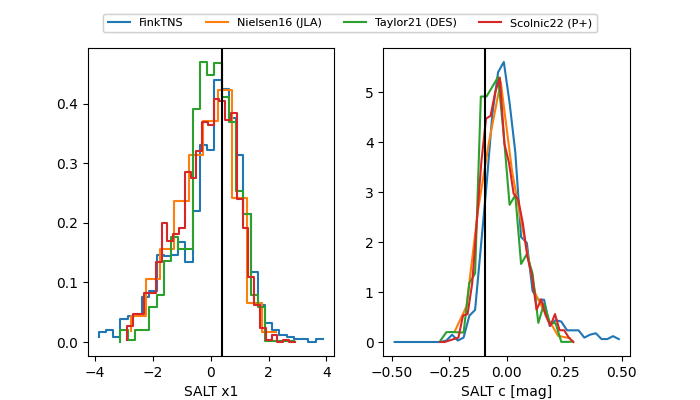 FinkTNS Nielsen16 (JLA) Taylor21 (DES) Scolnic22 (P+)
0.4
0.3
0.2
0.1
0.0
−4 −2 0 2 4
SALT x1
5
4
3
2
1
0
−0.50 −0.25 0.00 0.25 0.50
SALT c [mag]